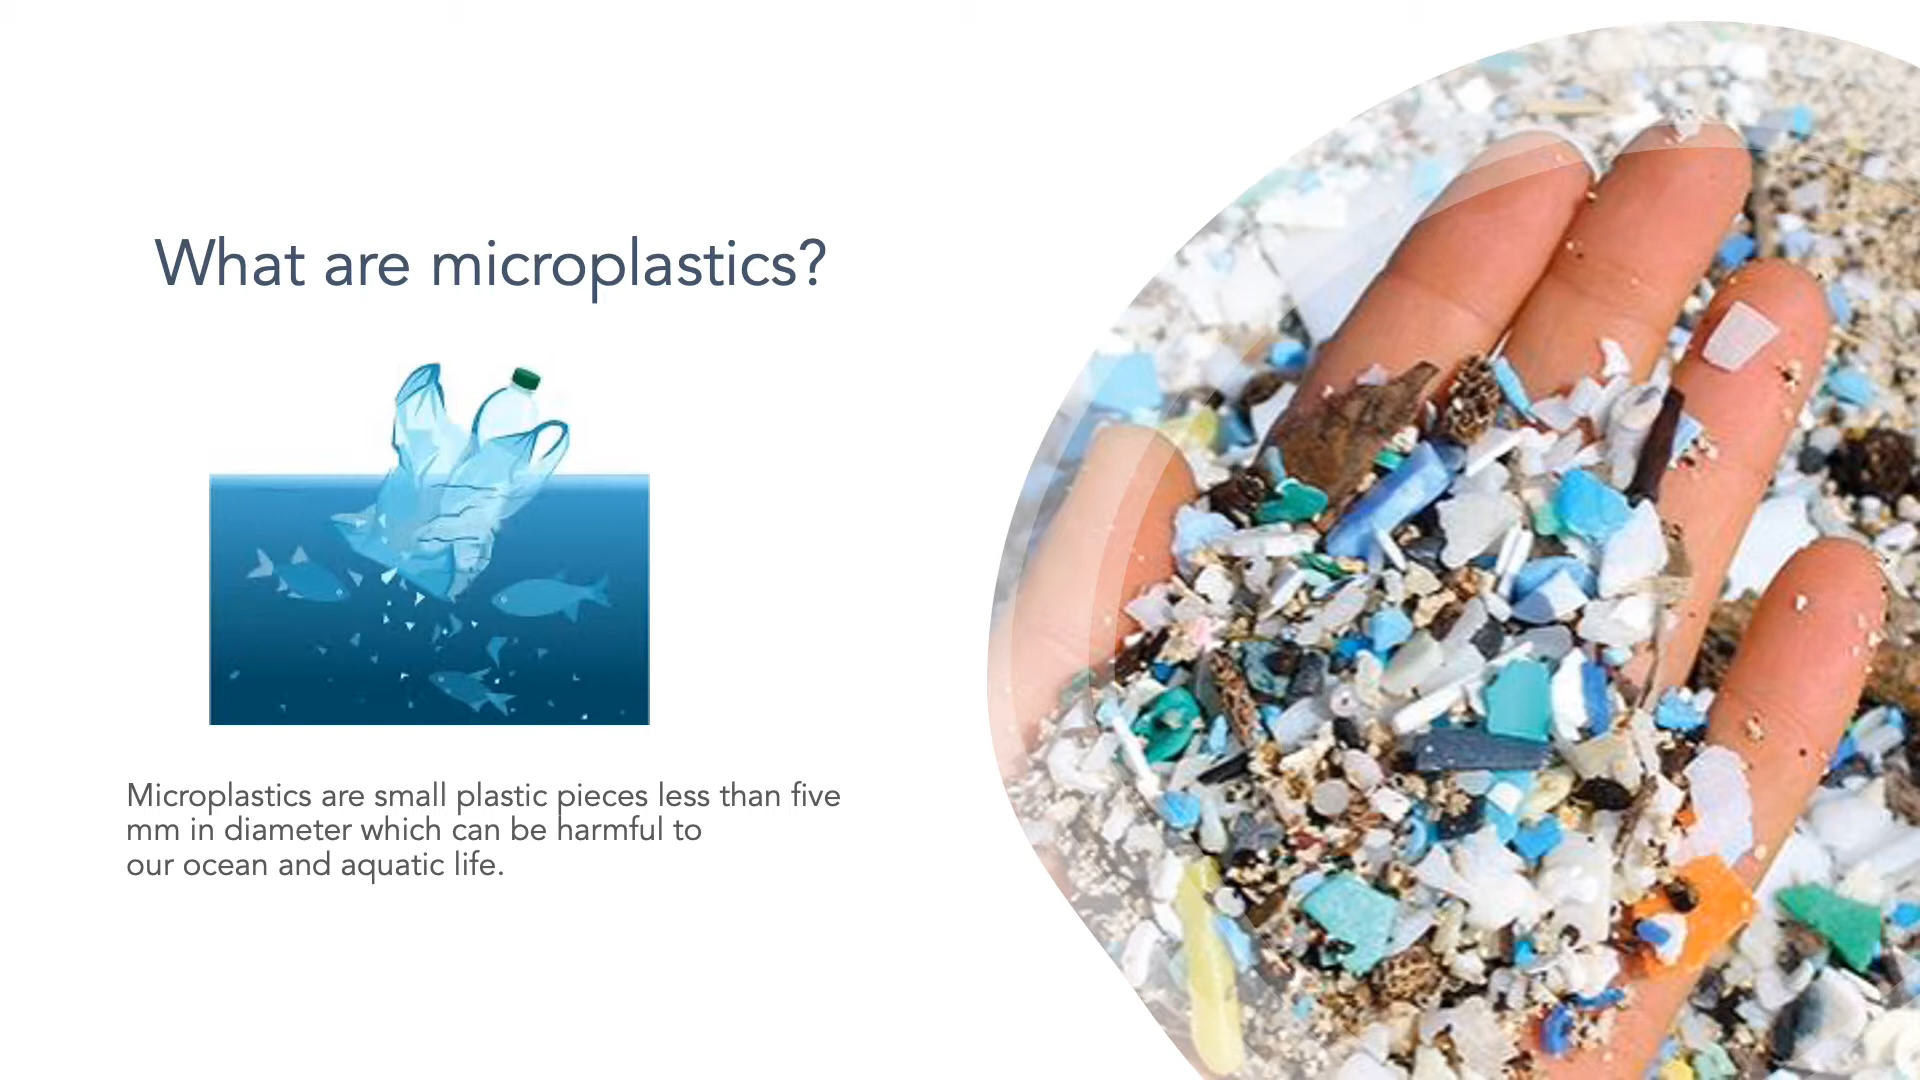 What are microplastics?
Microplastics are small plastic pieces less than five
mm in diameter which can be harmful to
our ocean and aquatic life.